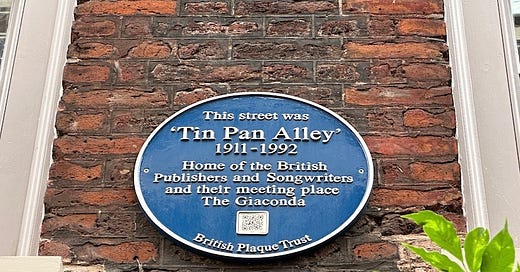 This street was
‘Tin Pan Alley’
1911-1992
Home of the British
Publishers and Songwriters
and their meeting place
The Giaconda
British Plaque Trust